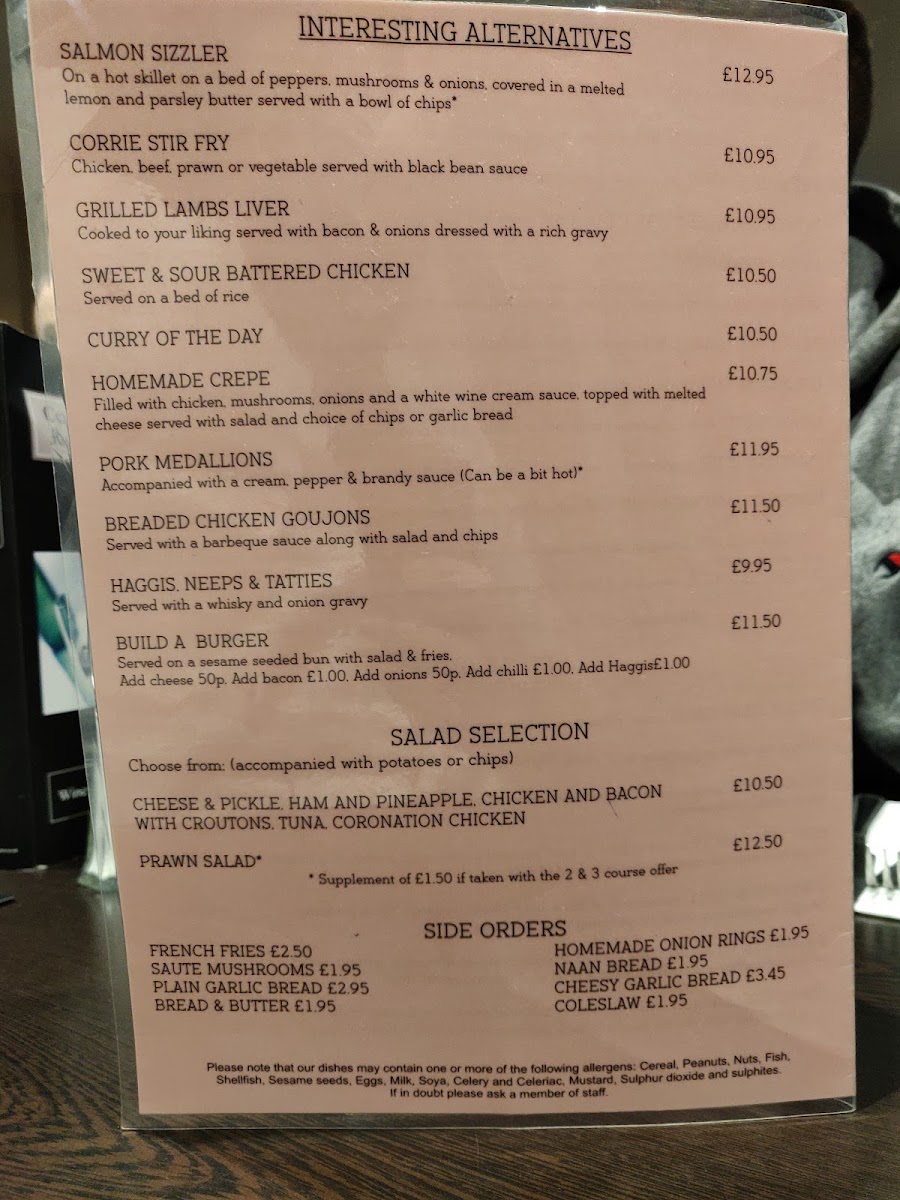 INTERESTING ALTERNATIVES
SALMON SIZZLER £12.95
On a hot skillet on a bed of peppers, mushrooms & onions, covered in a melted
lemon and parsley butter served with a bowl of chips*
CORRIE STIR FRY £10.95
Chicken, beef, prawn or vegetable served with black bean sauce
GRILLED LAMBS LIVER £10.95
Cooked to your liking served with bacon & onions dressed with a rich gravy
SWEET & SOUR BATTERED CHICKEN £10.50
Served on a bed of rice
CURRY OF THE DAY £10.50
HOMEMADE CREPE £10.75
Filled with chicken, mushrooms, onions and a white wine cream sauce, topped with melted
cheese served with salad and choice of chips or garlic bread
PORK MEDALLIONS £11.95
Accompanied with a cream, pepper & brandy sauce (Can be a bit hot)*
BREADED CHICKEN GOUJONS £11.50
Served with a barbeque sauce along with salad and chips
HAGGIS, NEEPS & TATTIES £9.95
Served with a whisky and onion gravy
BUILD A BURGER £11.50
Served on a sesame seeded bun with salad & fries.
Add cheese 50p, Add bacon £1.00, Add onions 50p, Add chilli £1.00, Add Haggis£1.00
SALAD SELECTION
Choose from: (accompanied with potatoes or chips)
CHEESE & PICKLE, HAM AND PINEAPPLE, CHICKEN AND BACON £10.50
WITH CROUTONS, TUNA, CORONATION CHICKEN
PRAWN SALAD* £12.50
* Supplement of £1.50 if taken with the 2 & 3 course offer
SIDE ORDERS
FRENCH FRIES £2.50
SAUTE MUSHROOMS £1.95
PLAIN GARLIC BREAD £2.95
BREAD & BUTTER £1.95
HOMEMADE ONION RINGS £1.95
NAAN BREAD £1.95
CHEESY GARLIC BREAD £3.45
COLESLAW £1.95
Please note that our dishes may contain one or more of the following allergens: Cereal, Peanuts, Nuts, Fish,
Shellfish, Sesame seeds, Eggs, Milk, Soya, Celery and Celeriac, Mustard, Sulphur dioxide and sulphites.
If in doubt please ask a member of staff.